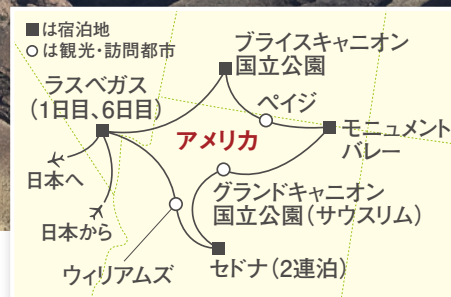 ■は宿泊地
○は観光・訪問都市
ブライスキャニオン
国立公園
ラスベガス
(1日目、6日目)
ペイジ
アメリカ
モニュメント
バレー
日本へ
グランドキャニオン
国立公園(サウスリム)
日本から
ウィリアムズ
セドナ(2連泊)